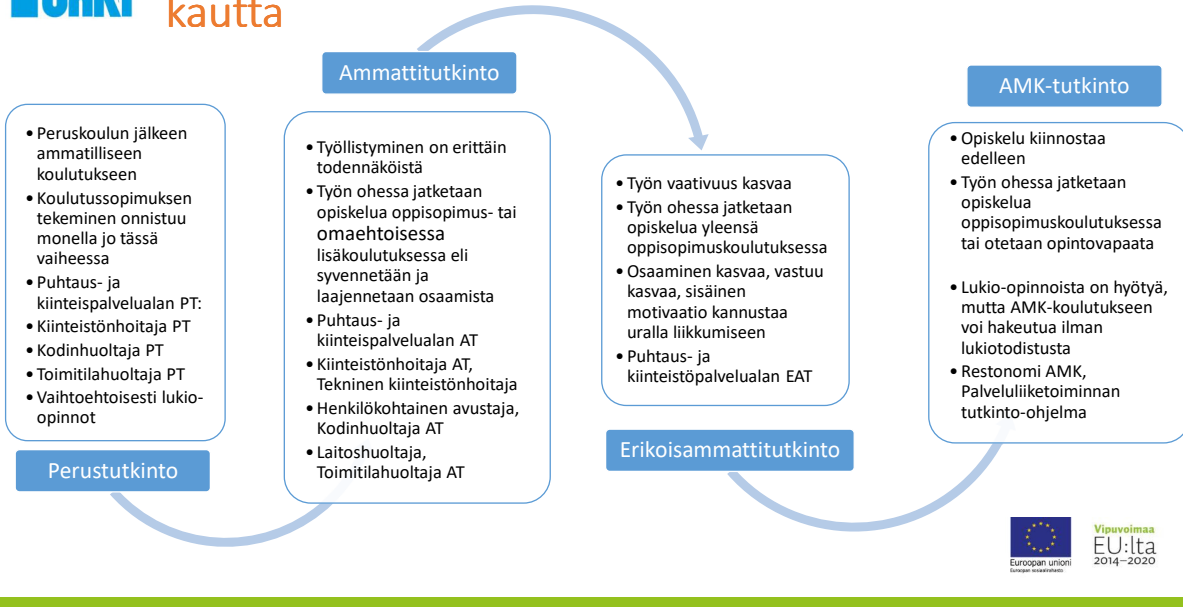 kautta
Ammattitutkinto
AMK-tutkinto
• Peruskoulun jälkeen
ammatilliseen
koulutukseen
• Koulutussopimuksen
tekeminen onnistuu
monella jo tässä
vaiheessa
• Puhtaus- ja
kiinteispalvelualan PT:
• Kiinteistönhoitaja PT
• Kodinhuoltaja PT
• Toimitilahuoltaja PT
• Vaihtoehtoisesti lukio-
opinnot
Perustutkinto
• Työllistyminen on erittäin
todennäköistä
• Työn ohessa jatketaan
opiskelua oppisopimus- tai
omaehtoisessa
lisäkoulutuksessa eli
syvennetään ja
laajennetaan osaamista
• Puhtaus- ja
kiinteispalvelualan AT
• Kiinteistönhoitaja AT,
Tekninen kiinteistönhoitaja
• Henkilökohtainen avustaja,
Kodinhuoltaja AT
• Laitoshuoltaja,
Toimitilahuoltaja AT
• Työn vaativuus kasvaa
• Työn ohessa jatketaan
opiskelua yleensä
oppisopimuskoulutuksessa
• Osaaminen kasvaa, vastuu
kasvaa, sisäinen
motivaatio kannustaa
uralla liikkumiseen
• Puhtaus- ja
kiinteistöpalvelualan EAT
Erikoisammattitutkinto
• Opiskelu kiinnostaa
edelleen
• Työn ohessa jatketaan
opiskelua
oppisopimuskoulutuksessa
tai otetaan opintovapaata
• Lukio-opinnoista on hyötyä,
mutta AMK-koulutukseen
voi hakeutua ilman
lukiotodistusta
• Restonomi AMK,
Palveluliiketoiminnan
tutkinto-ohjelma
Euroopan unioni
Euroopan sosiaalirahasto
Vipuvoimaa
EU:lta
2014–2020